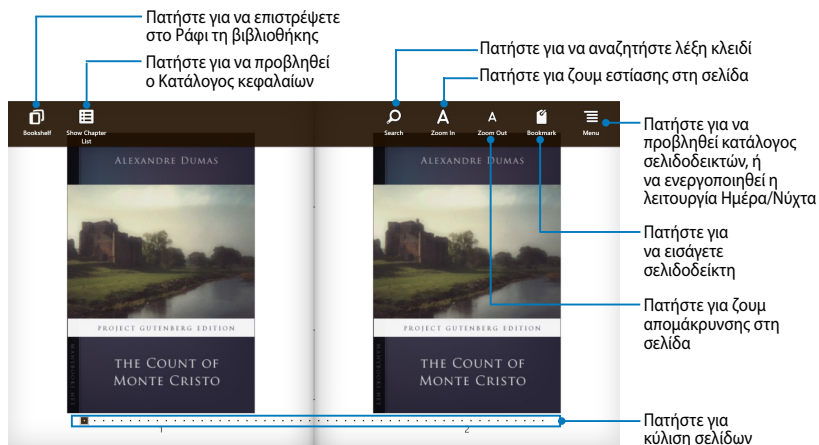 Πατήστε για να επιστρέψετε
στο Ράφι τη βιβλιοθήκης
Πατήστε για να προβληθεί
ο Κατάλογος κεφαλαίων
Πατήστε για να αναζητήστε λέξη κλειδί
Πατήστε για ζουμ εστίασης στη σελίδα
Bookshelf
Show Chapter
List
Search
Zoom In
Zoom Out
Bookmark
Menu
Πατήστε για να
προβληθεί κατάλογος
σελιδοδεικτών, ή
να ενεργοποιηθεί η
λειτουργία Ημέρα/Νύχτα
Πατήστε για
να εισάγετε
σελιδοδείκτη
Πατήστε για ζουμ
απομάκρυνσης στη
σελίδα
Πατήστε για
κύλιση σελίδων
ALEXANDRE DUMAS
PROJECT GUTENBERG EDITION
THE COUNT OF
MONTE CRISTO
1
ALEXANDRE DUMAS
PROJECT GUTENBERG EDITION
THE COUNT OF
MONTE CRISTO
2